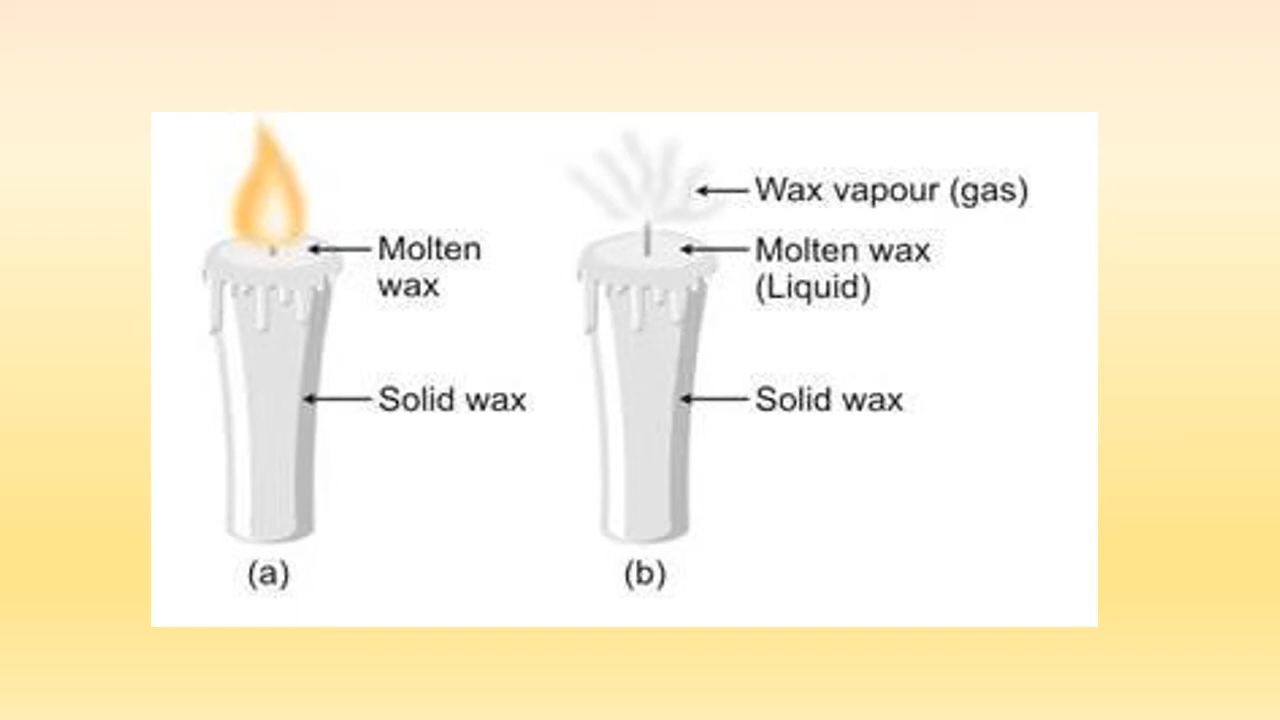 Molten
wax
Solid wax
(a)
Wax vapour (gas)
Molten wax
(Liquid)
Solid wax
(b)